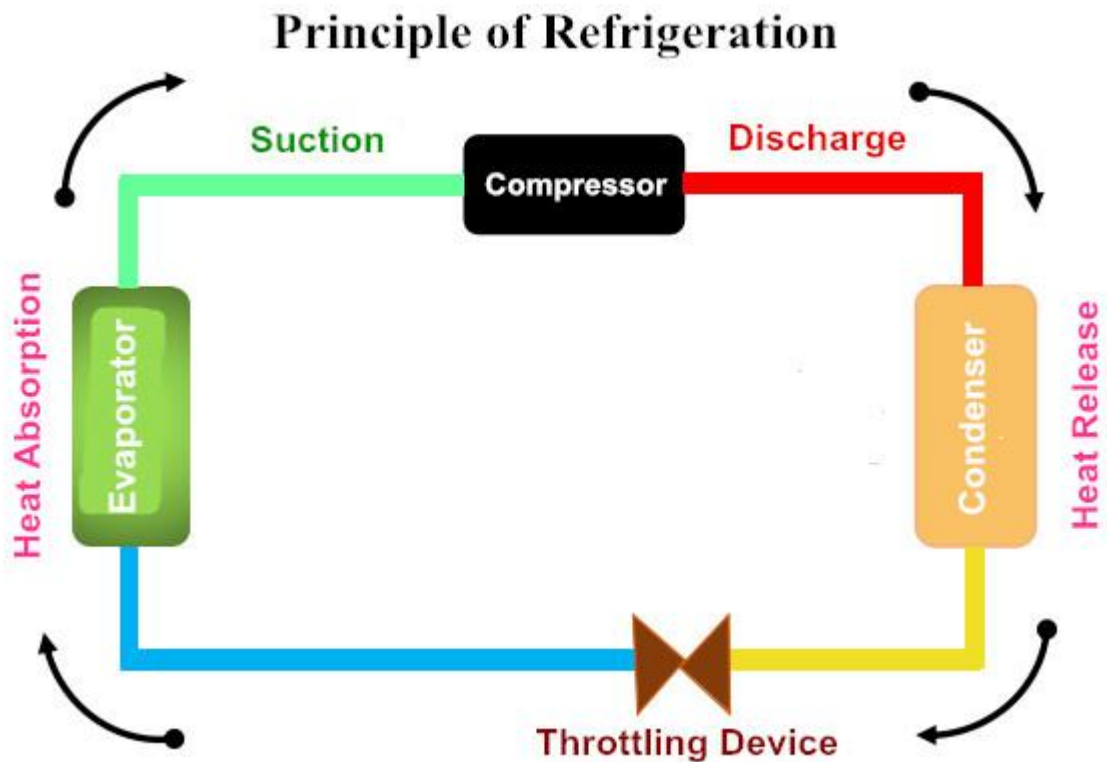 Principle of Refrigeration
Suction
Discharge
Compressor
Heat Absorption
Evaporator
Condenser
Heat Release
Throttling Device